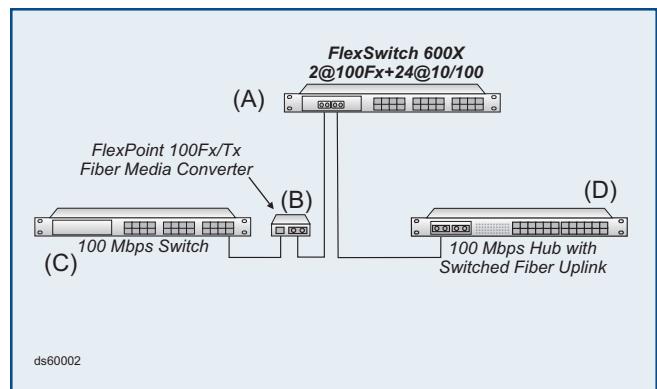 FlexSwitch 600X
2@100Fx+24@10/100
(A)
FlexPoint 100Fx/Tx
Fiber Media Converter
(B)
(D)
100 Mbps Switch
(C)
100 Mbps Hub with
Switched Fiber Uplink
ds60002